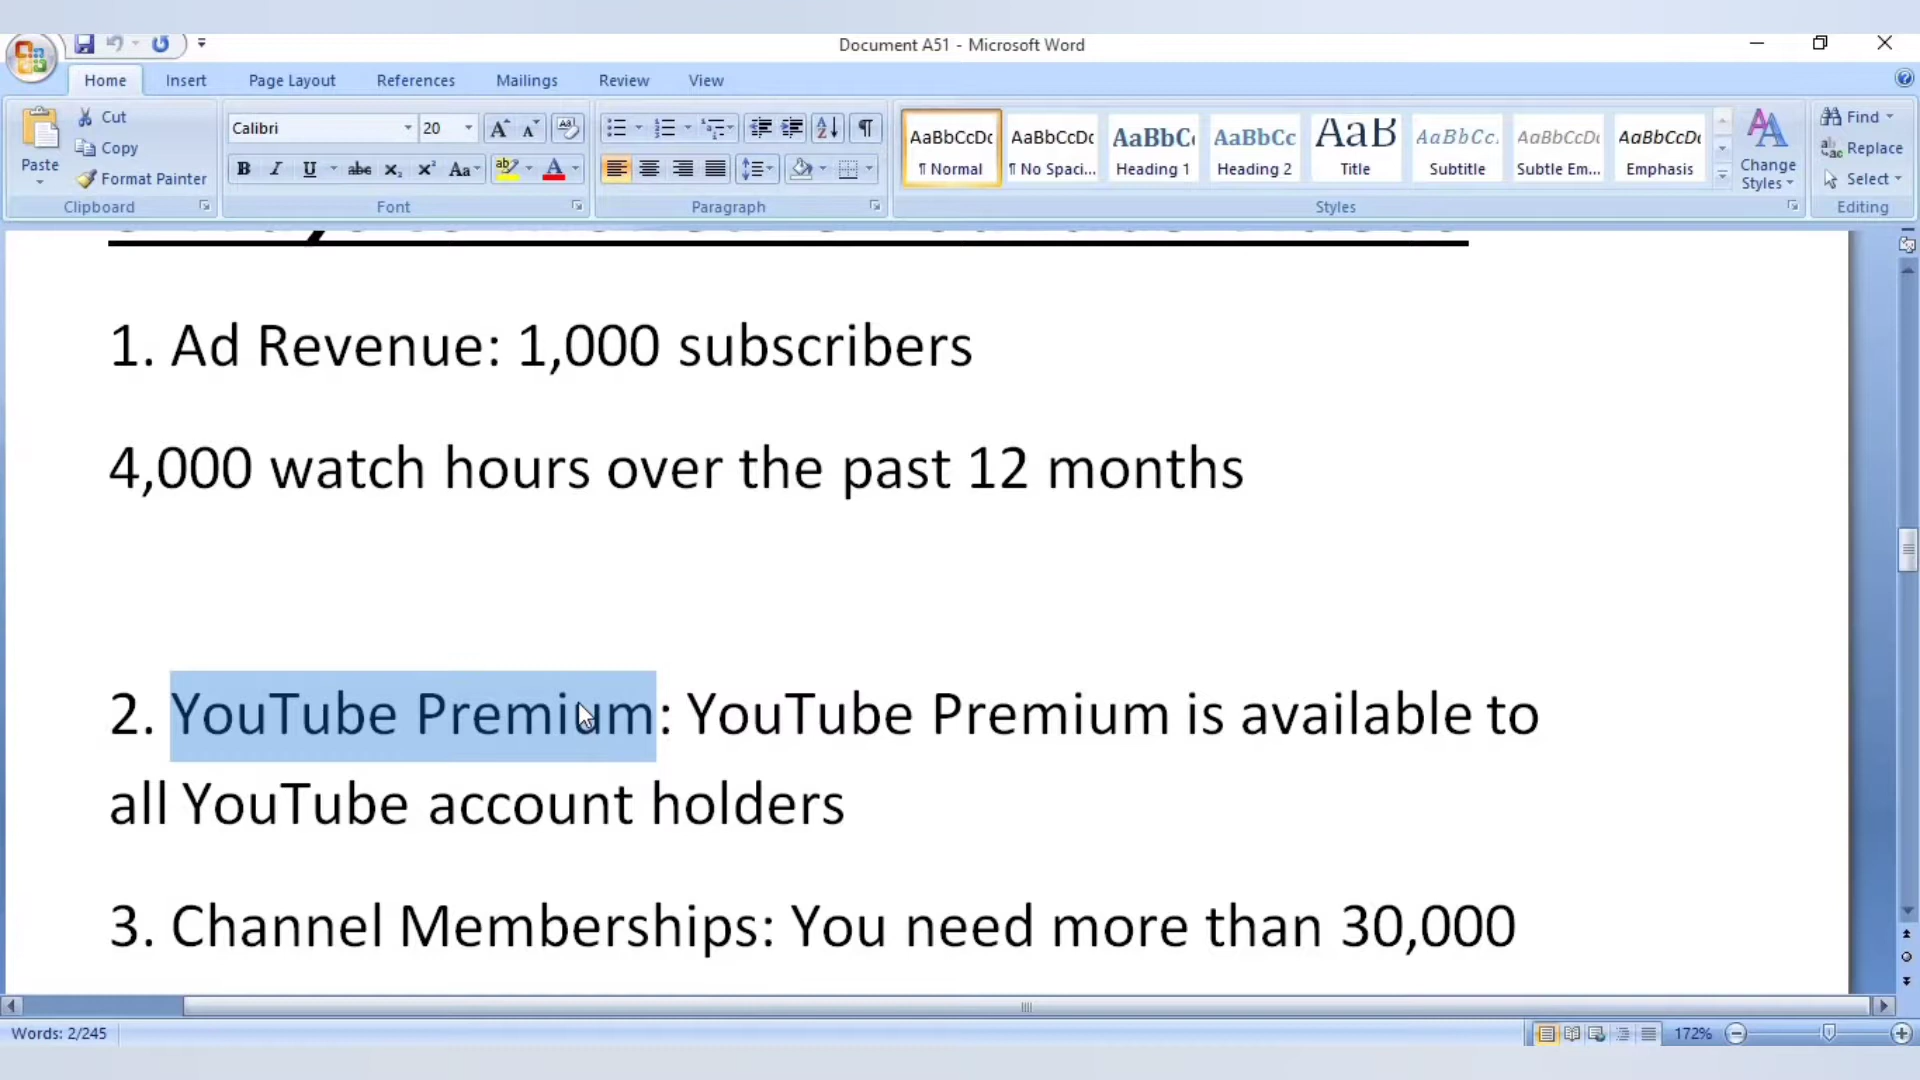 Document A51 - Microsoft Word
Home Insert Page Layout References Mailings Review View
Paste
Cut
Copy
Format Painter
Clipboard
Calibri 20
Font
Paragraph
AaBbCcDc AaBbCcDc AaBbC AaBbCc AaB AaBbCc. AaBbCcDc AaBbCcDc
¶ Normal ¶ No Spaci... Heading 1 Heading 2 Title Subtitle Subtle Em... Emphasis
Change Styles
Styles
Find
Replace
Select
Editing
1. Ad Revenue: 1,000 subscribers
4,000 watch hours over the past 12 months
2. YouTube Premium: YouTube Premium is available to
all YouTube account holders
3. Channel Memberships: You need more than 30,000
Words: 2/245
172%